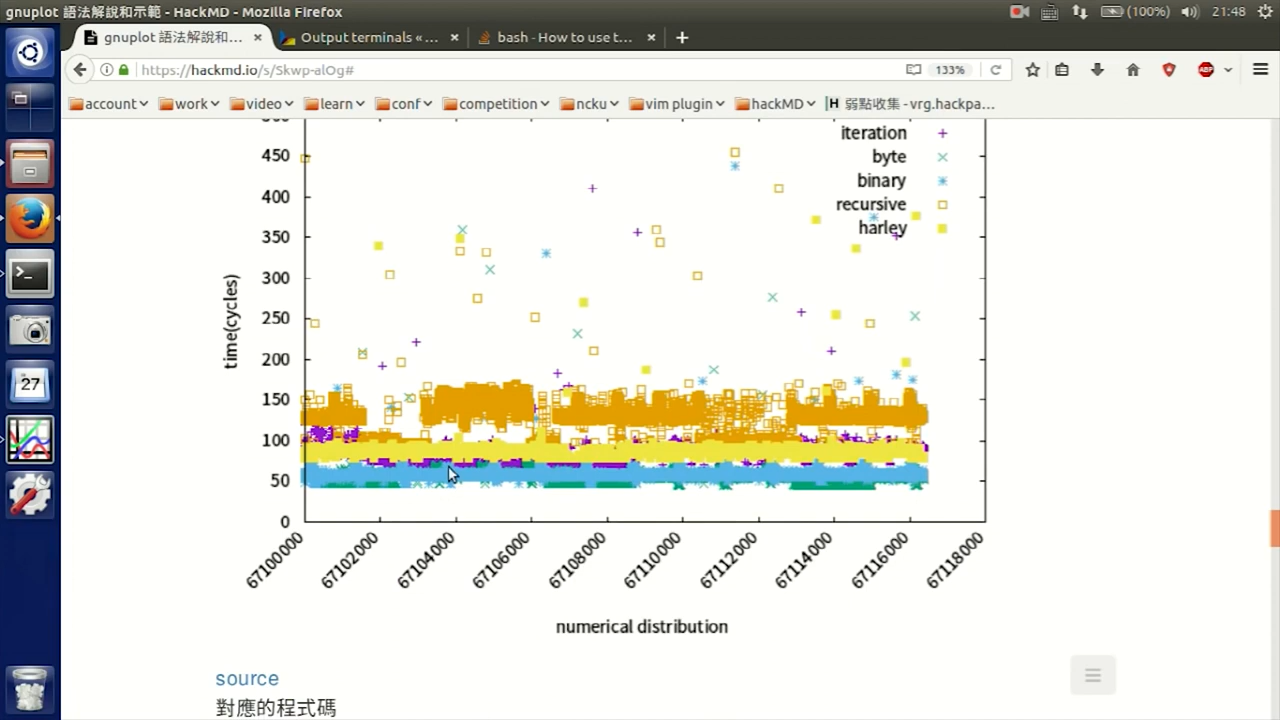 gnuplot 語法解說和示範 - HackMD - Mozilla Firefox
(100%)
21:48
gnuplot 語法解說和... ×
Output terminals «... ×
bash - How to use t... ×
https://hackmd.io/s/Skwp-alOg#
133%
ABP
account
work
video
learn
conf
competition
ncku
vim plugin
hackMD
H 弱點收集 - vrg.hackpa...
iteration
byte
binary
recursive
harley
450
400
350
300
250
200
150
100
50
0
time(cycles)
67100000
67102000
67104000
67106000
67108000
67110000
67112000
67114000
67116000
67118000
numerical distribution
source
對應的程式碼
27